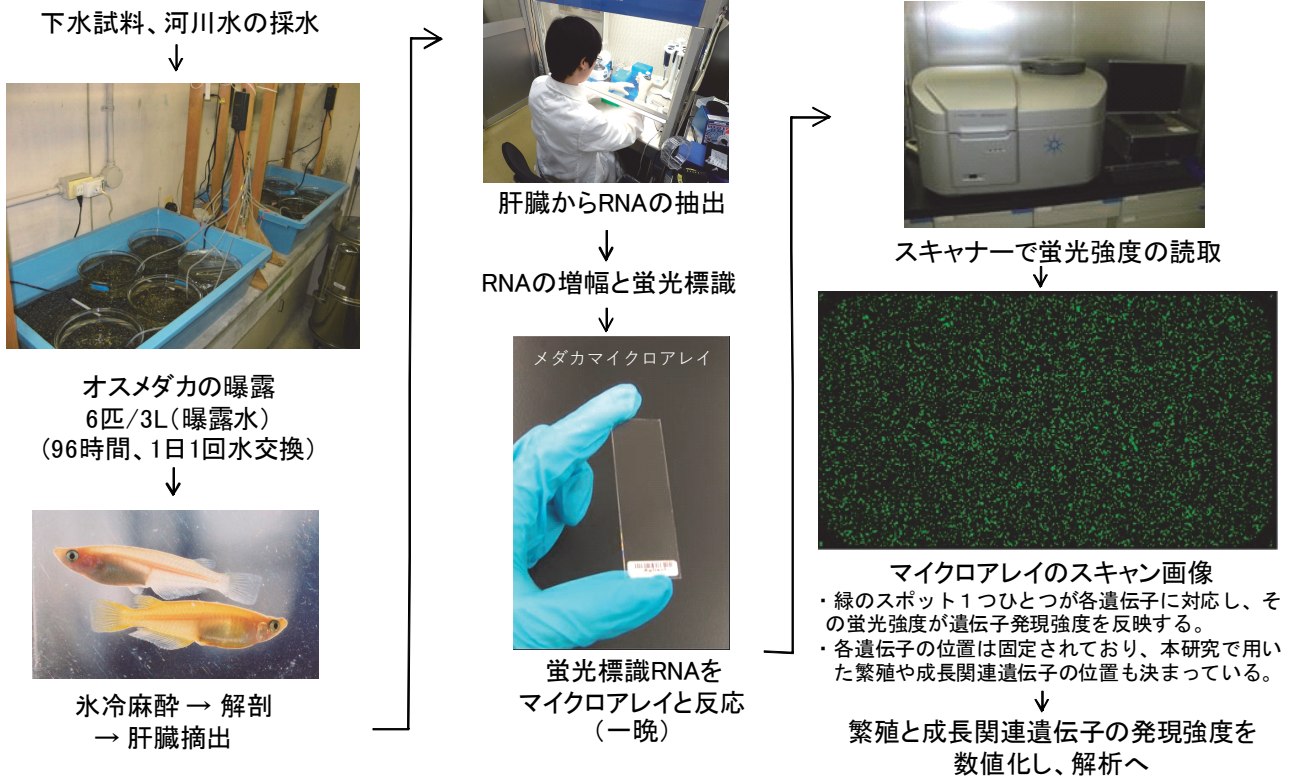 下水試料、河川水の採水
オスメダカの曝露
6匹/3L(曝露水)
(96時間、1日1回水交換)
氷冷麻酔 → 解剖
→ 肝臓摘出
肝臓からRNAの抽出
RNAの増幅と蛍光標識
メダカマイクロアレイ
蛍光標識RNAを
マイクロアレイと反応
(一晩)
スキャナーで蛍光強度の読取
マイクロアレイのスキャン画像
・緑のスポット1つひとつが各遺伝子に対応し、そ
の蛍光強度が遺伝子発現強度を反映する。
・各遺伝子の位置は固定されており、本研究で用い
た繁殖や成長関連遺伝子の位置も決まっている。
繁殖と成長関連遺伝子の発現強度を
数値化し、解析へ